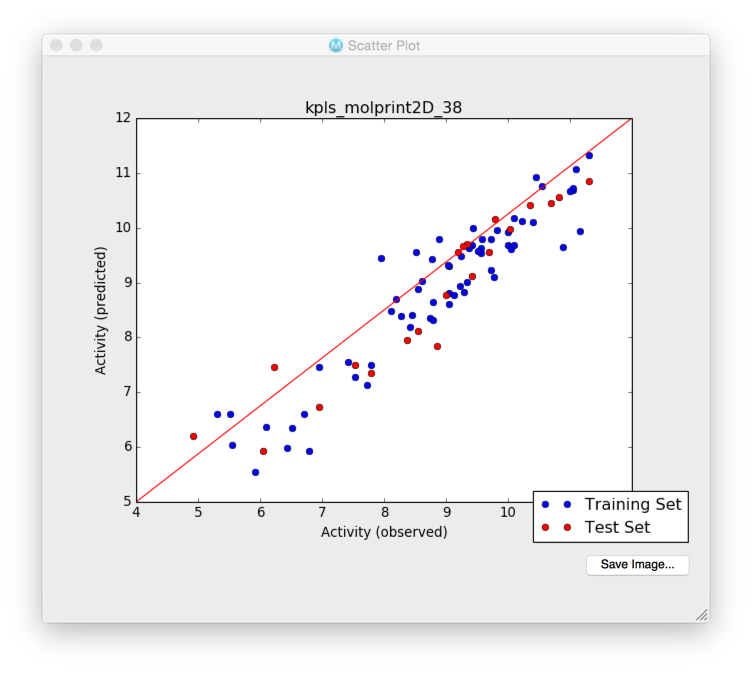 M Scatter Plot
kpls_molprint2D_38
12
11
10
9
8
7
6
5
Activity (predicted)
4 5 6 7 8 9 10
Activity (observed)
Training Set
Test Set
Save Image...